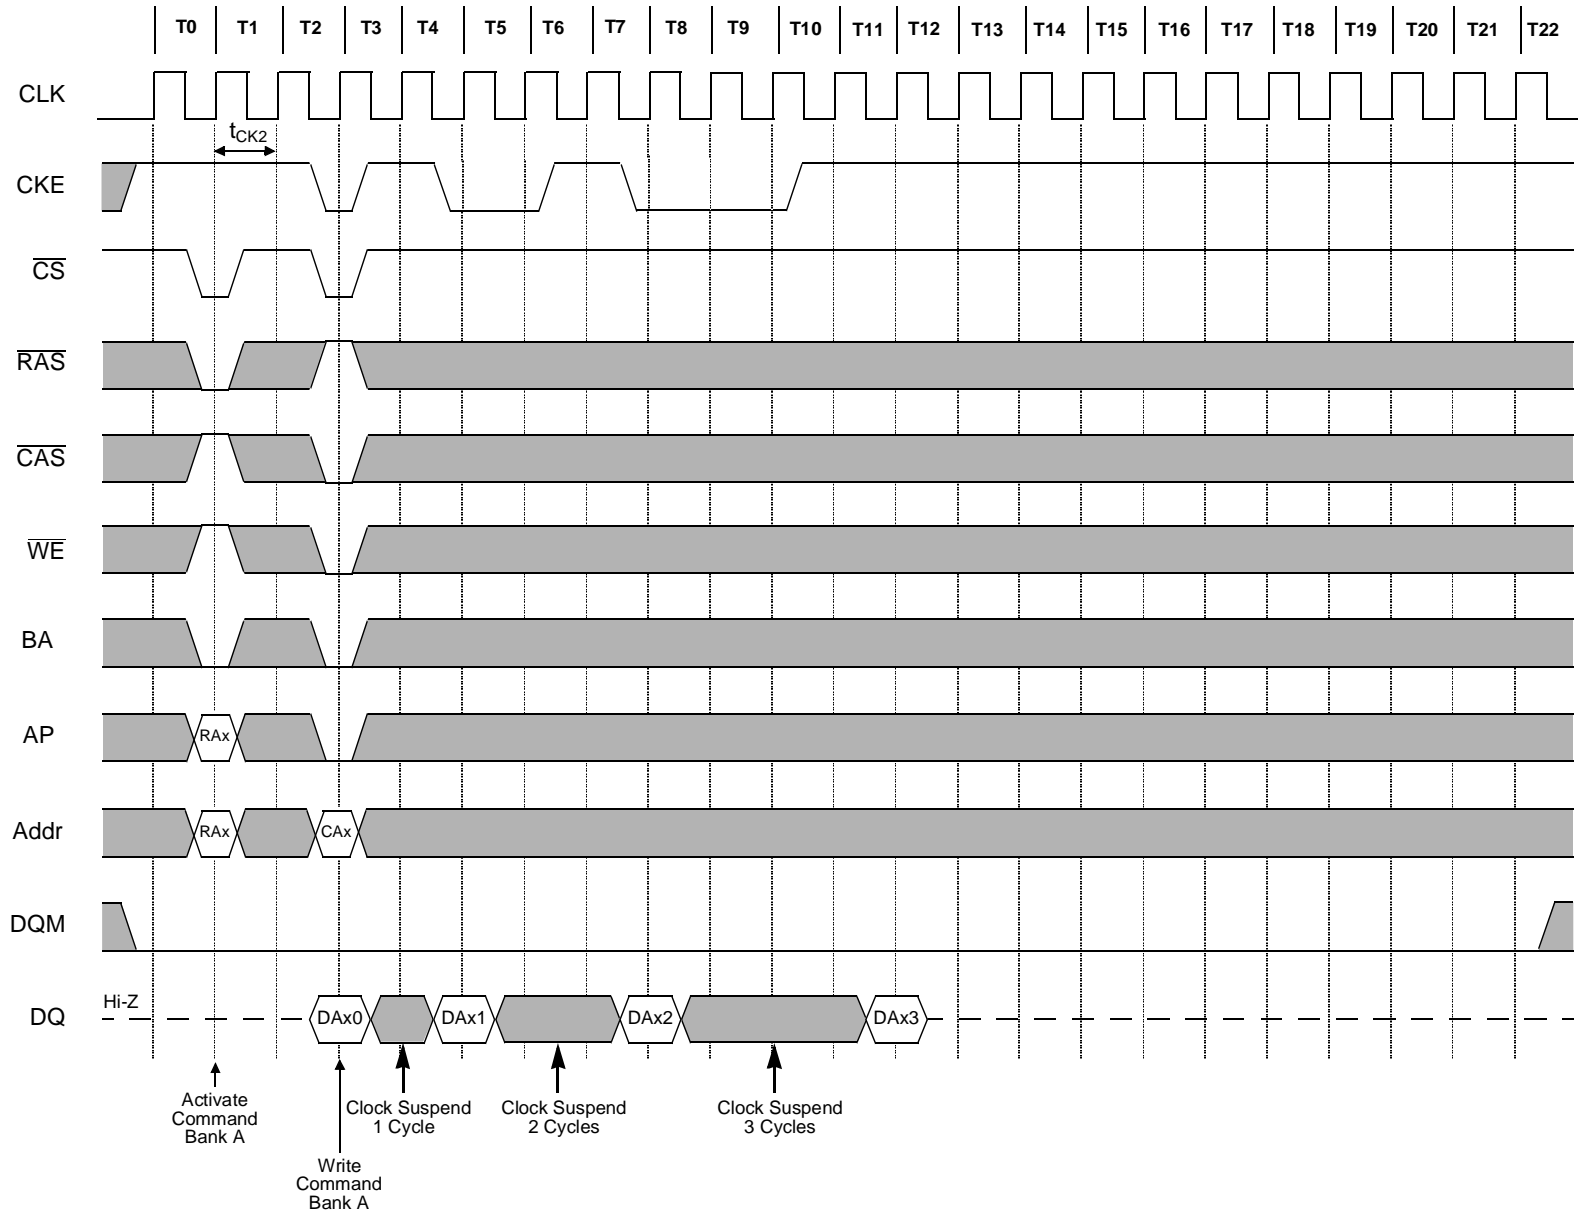 T0 T1 T2 T3 T4 T5 T6 T7 T8 T9 T10 T11 T12 T13 T14 T15 T16 T17 T18 T19 T20 T21 T22
CLK
tCK2
CKE
CS
RAS
CAS
WE
BA
AP RAx
Addr RAx CAx
DQM
Hi-Z
DQ DAx0 DAx1 DAx2 DAx3
Activate
Command
Bank A
Write
Command
Bank A
Clock Suspend
1 Cycle
Clock Suspend
2 Cycles
Clock Suspend
3 Cycles